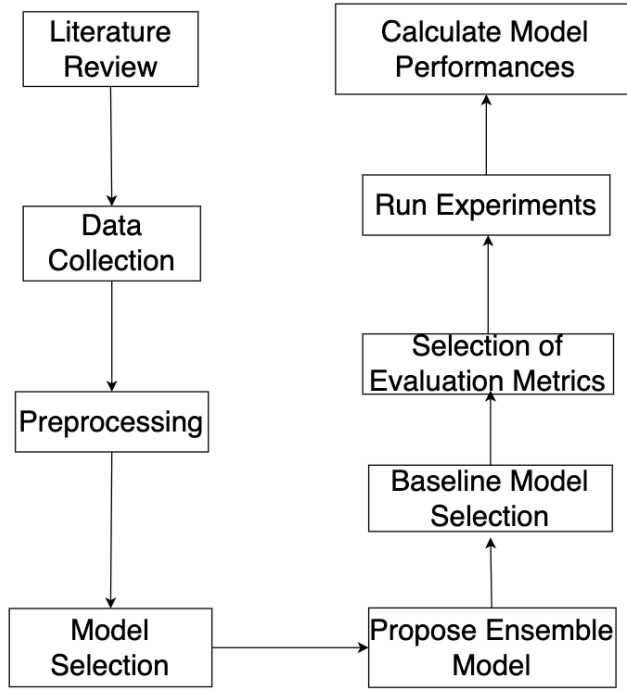 Literature
Review
Data
Collection
Preprocessing
Model
Selection
Propose Ensemble
Model
Baseline Model
Selection
Selection of
Evaluation Metrics
Run Experiments
Calculate Model
Performances